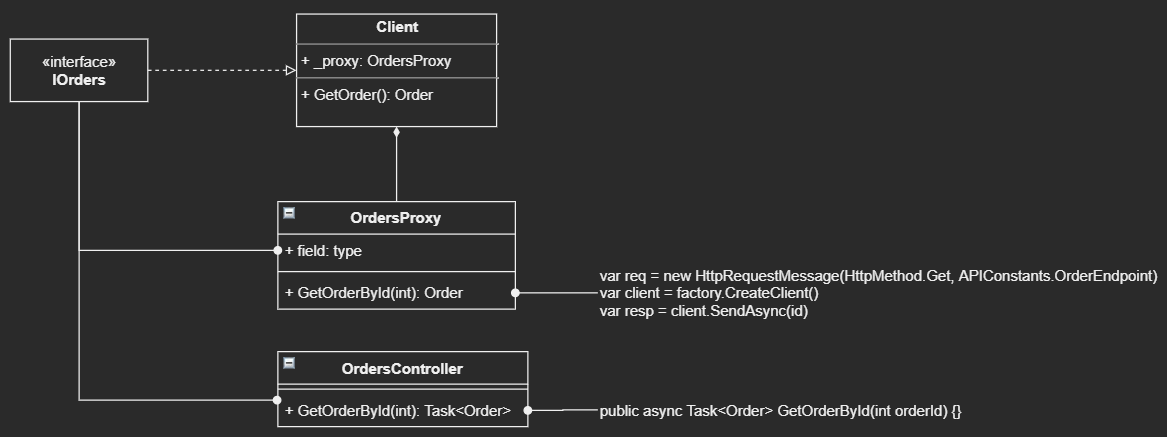 «interface»
IOrders
Client
+ _proxy: OrdersProxy
+ GetOrder(): Order
OrdersProxy
+ field: type
+ GetOrderById(int): Order
var req = new HttpRequestMessage(HttpMethod.Get, APIConstants.OrderEndpoint)
var client = factory.CreateClient()
var resp = client.SendAsync(id)
OrdersController
+ GetOrderById(int): Task<Order>
public async Task<Order> GetOrderById(int orderId) {}